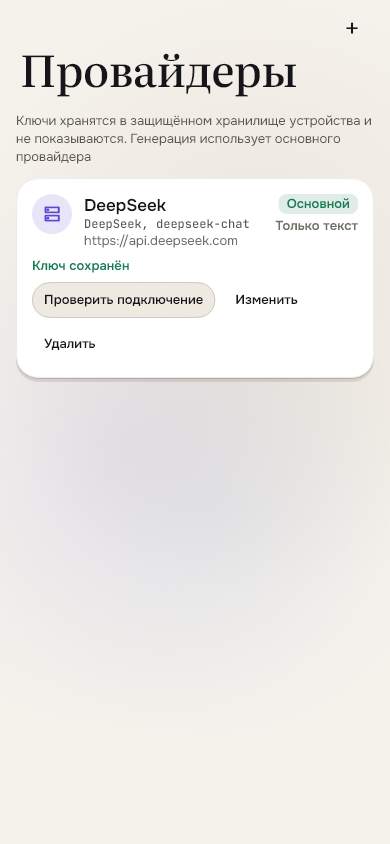 +
Провайдеры
Ключи хранятся в защищённом хранилище устройства и
не показываются. Генерация использует основного
провайдера
DeepSeek
Основной
DeepSeek, deepseek-chat
Только текст
https://api.deepseek.com
Ключ сохранён
Проверить подключение
Изменить
Удалить